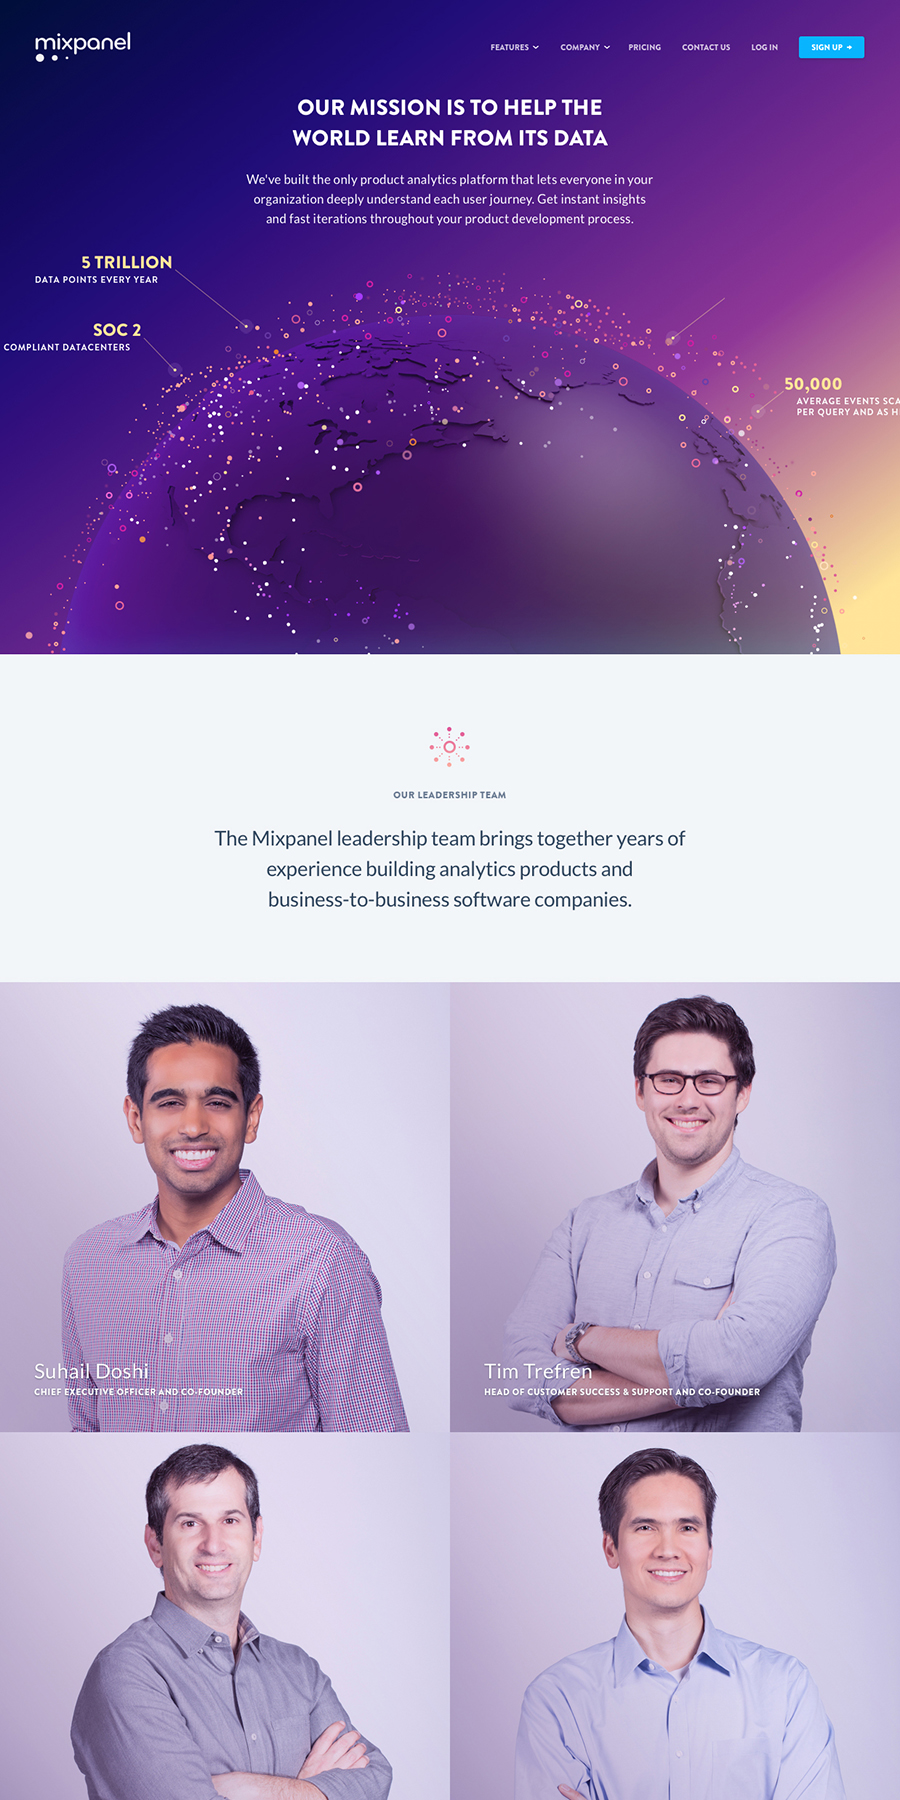 mixpanel
FEATURES
COMPANY
PRICING
CONTACT US
LOG IN
SIGN UP →
OUR MISSION IS TO HELP THE
WORLD LEARN FROM ITS DATA
We've built the only product analytics platform that lets everyone in your
organization deeply understand each user journey. Get instant insights
and fast iterations throughout your product development process.
5 TRILLION
DATA POINTS EVERY YEAR
SOC 2
COMPLIANT DATACENTERS
50,000
AVERAGE EVENTS
PER QUERY AND AS
OUR LEADERSHIP TEAM
The Mixpanel leadership team brings together years of
experience building analytics products and
business-to-business software companies.
Suhail Doshi
CHIEF EXECUTIVE OFFICER AND CO-FOUNDER
Tim Trefren
HEAD OF CUSTOMER SUCCESS & SUPPORT AND CO-FOUNDER